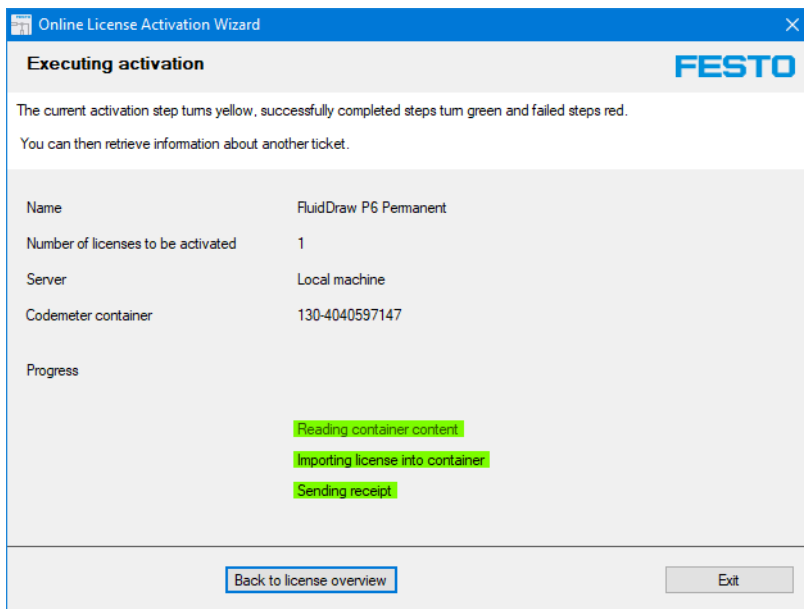 Online License Activation Wizard
Executing activation
FESTO
The current activation step turns yellow, successfully completed steps turn green and failed steps red.
You can then retrieve information about another ticket.
Name FluidDraw P6 Permanent
Number of licenses to be activated 1
Server Local machine
Codemeter container 130-4040597147
Progress
Reading container content
Importing license into container
Sending receipt
Back to license overview Exit